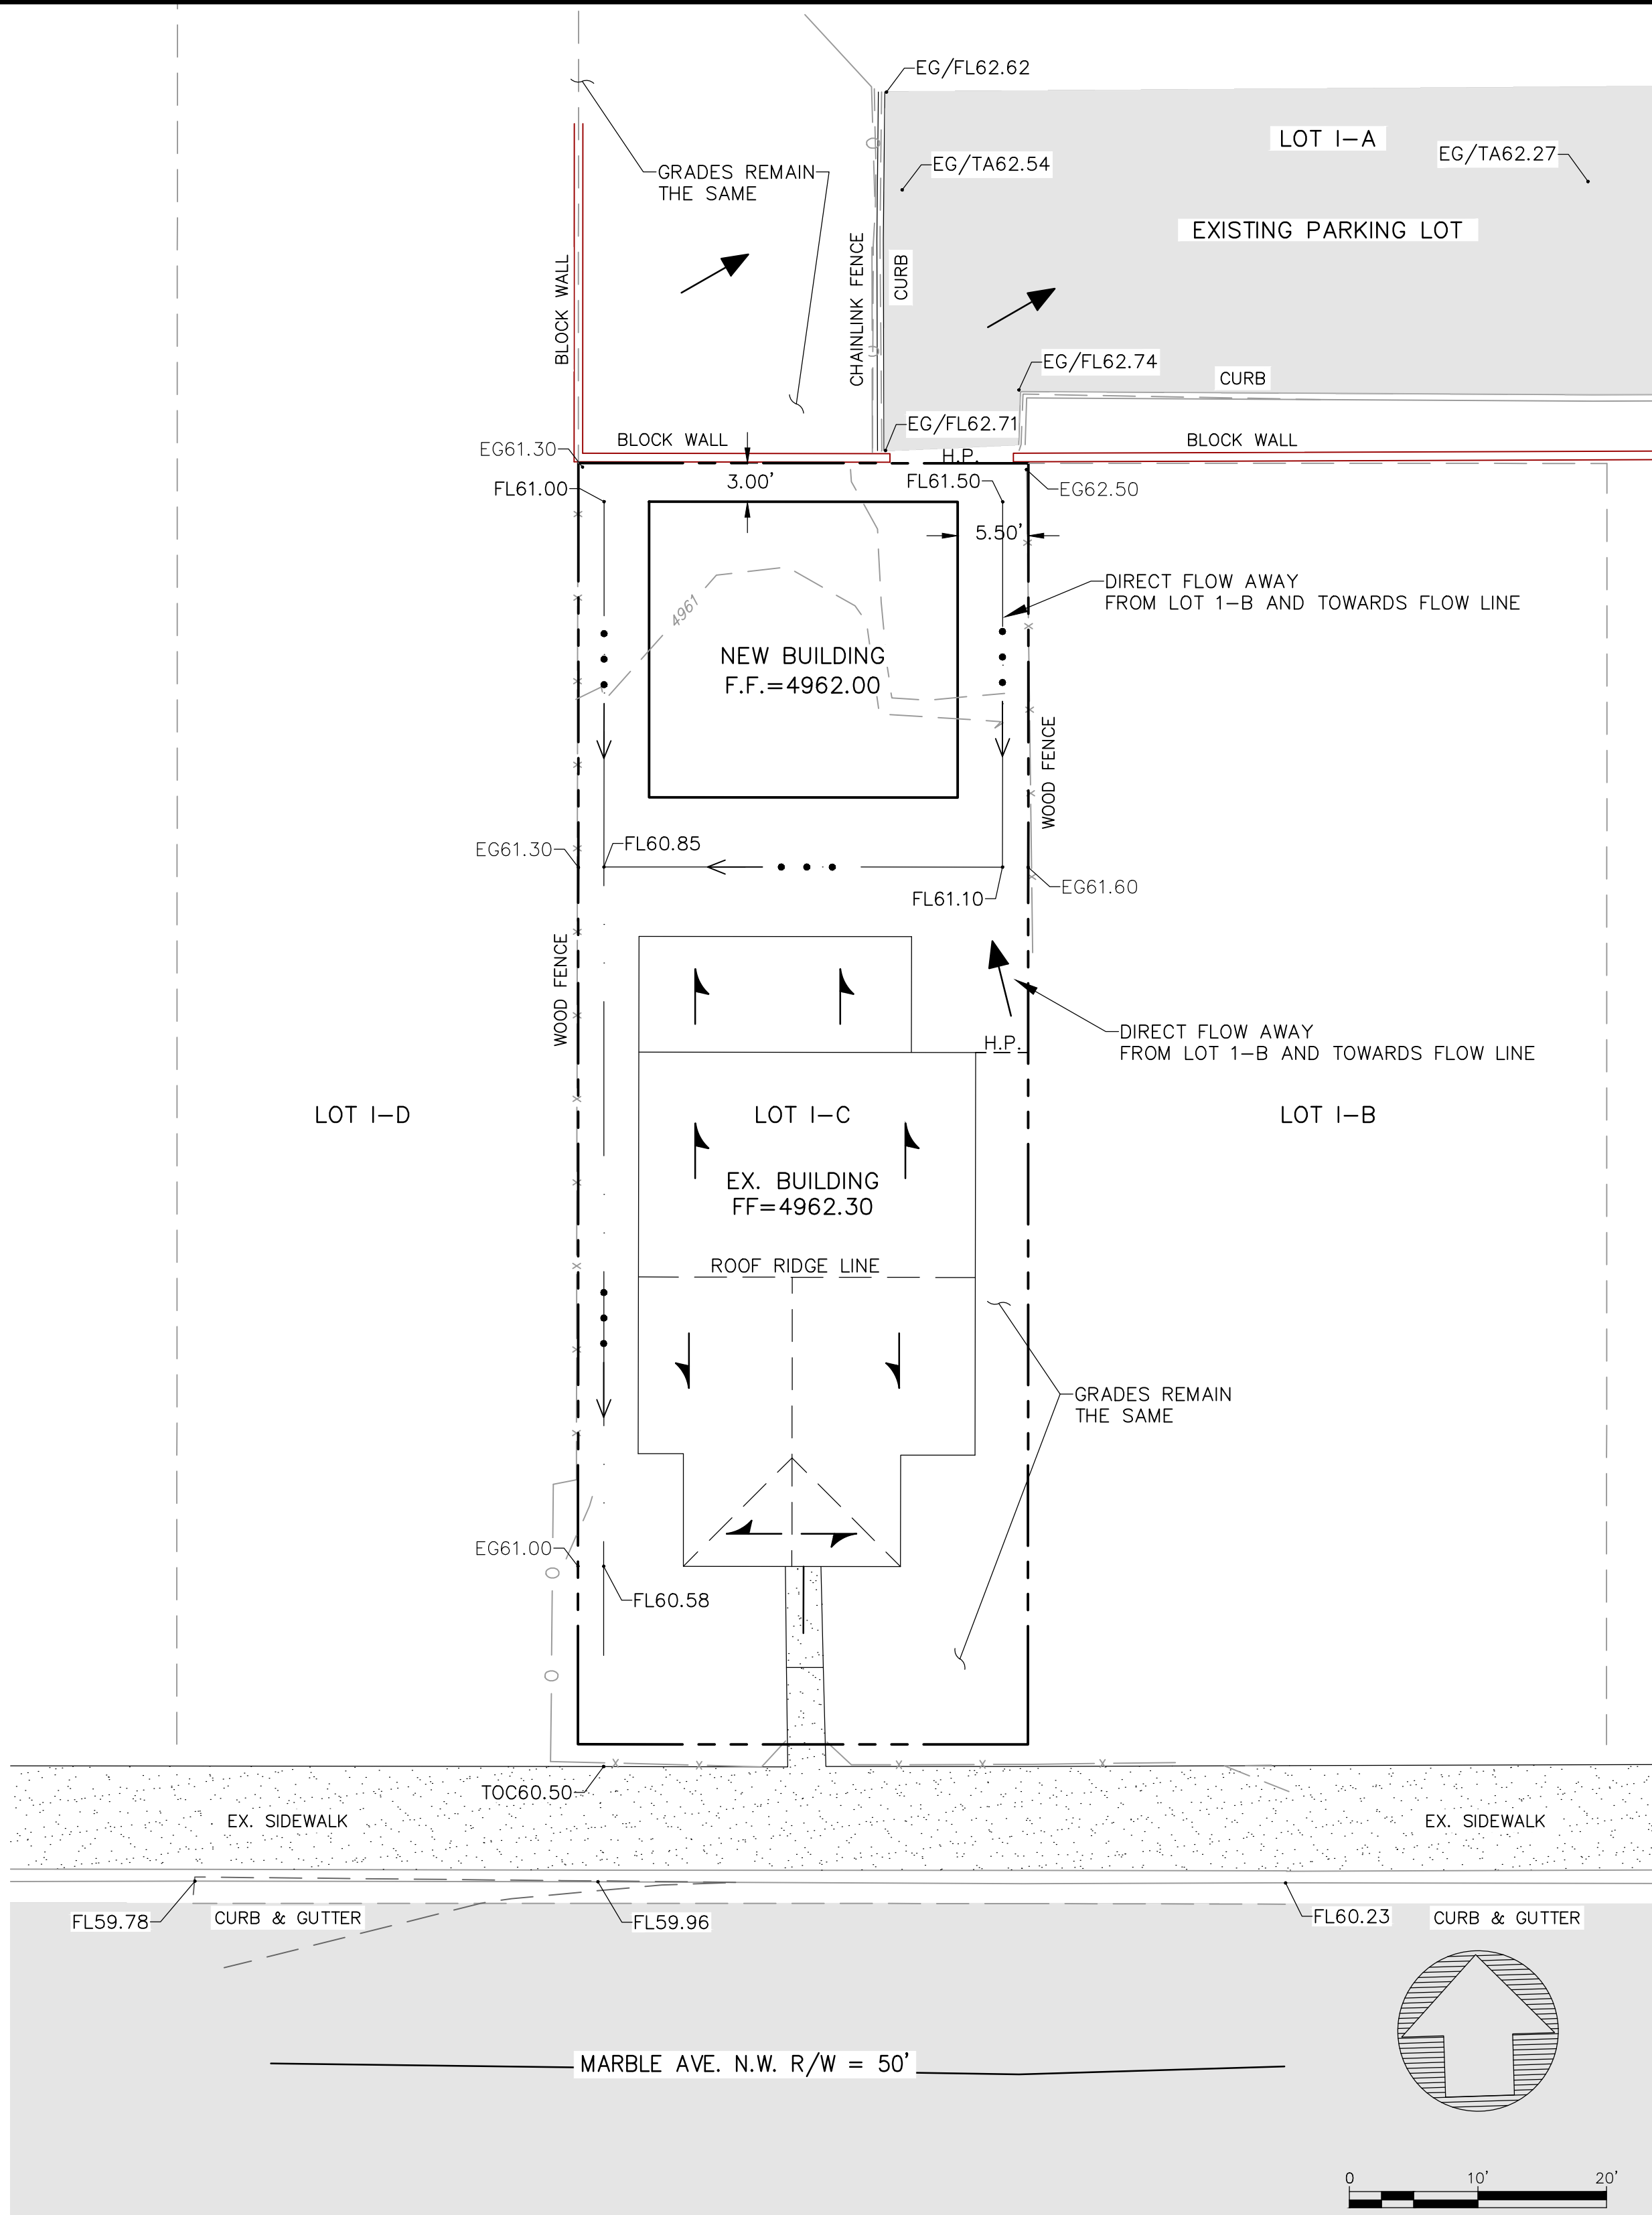 EG/FL62.62
LOT I-A
EG/TA62.27
EG/TA62.54
GRADES REMAIN
THE SAME
EXISTING PARKING LOT
BLOCK WALL
CHAINLINK FENCE
CURB
EG/FL62.74
CURB
EG/FL62.71
BLOCK WALL
BLOCK WALL
EG61.30
H.P.
3.00'
FL61.50
FL61.00
EG62.50
5.50'
DIRECT FLOW AWAY
FROM LOT 1-B AND TOWARDS FLOW LINE
4961
NEW BUILDING
F.F.=4962.00
WOOD FENCE
EG61.30
FL60.85
FL61.10
EG61.60
WOOD FENCE
DIRECT FLOW AWAY
FROM LOT 1-B AND TOWARDS FLOW LINE
H.P.
LOT I-D
LOT I-C
LOT I-B
EX. BUILDING
FF=4962.30
ROOF RIDGE LINE
GRADES REMAIN
THE SAME
EG61.00
FL60.58
TOC60.50
EX. SIDEWALK
EX. SIDEWALK
FL59.78
CURB & GUTTER
FL59.96
FL60.23
CURB & GUTTER
MARBLE AVE. N.W. R/W = 50'
0 10' 20'